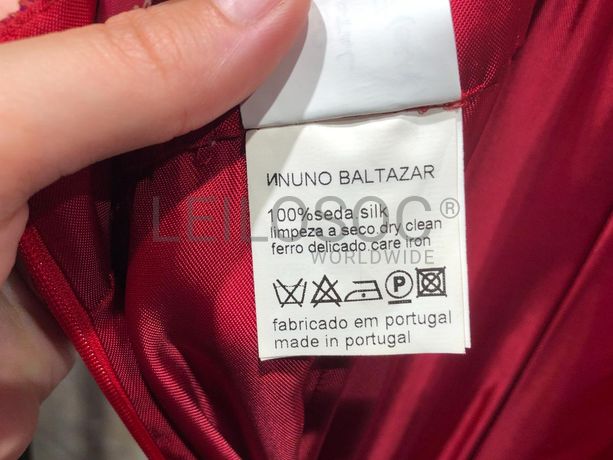 ИNUNO BALTAZAR
100%seda silk
limpeza a seco dry clean
ferro delicado care iron
P
fabricado em portugal
made in portugal
LEILOSOC®
WORLDWIDE